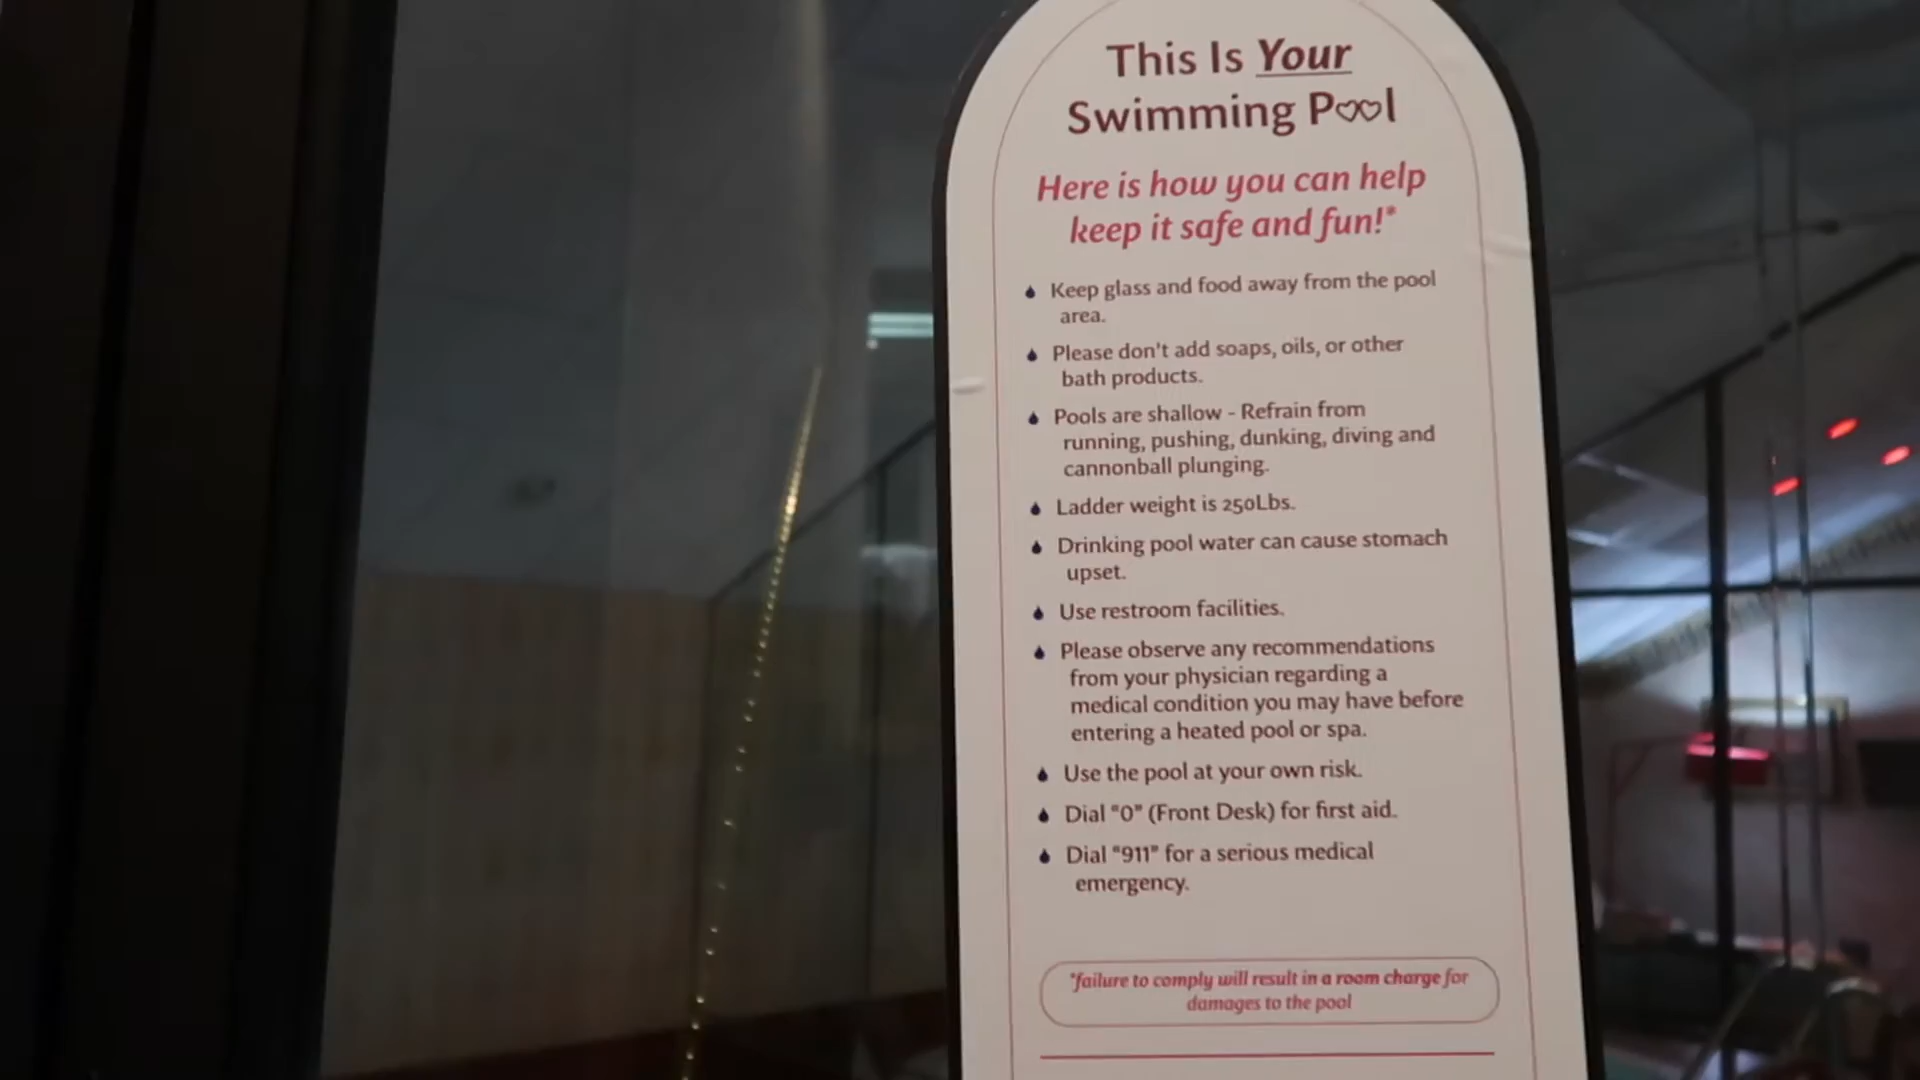 This Is Your
Swimming Pool
Here is how you can help
keep it safe and fun!*
Keep glass and food away from the pool
area.
Please don't add soaps, oils, or other
bath products.
Pools are shallow - Refrain from
running, pushing, dunking, diving and
cannonball plunging.
Ladder weight is 250Lbs.
Drinking pool water can cause stomach
upset.
Use restroom facilities.
Please observe any recommendations
from your physician regarding a
medical condition you may have before
entering a heated pool or spa.
Use the pool at your own risk.
Dial "0" (Front Desk) for first aid.
Dial "911" for a serious medical
emergency.
*failure to comply will result in a room charge for
damages to the pool